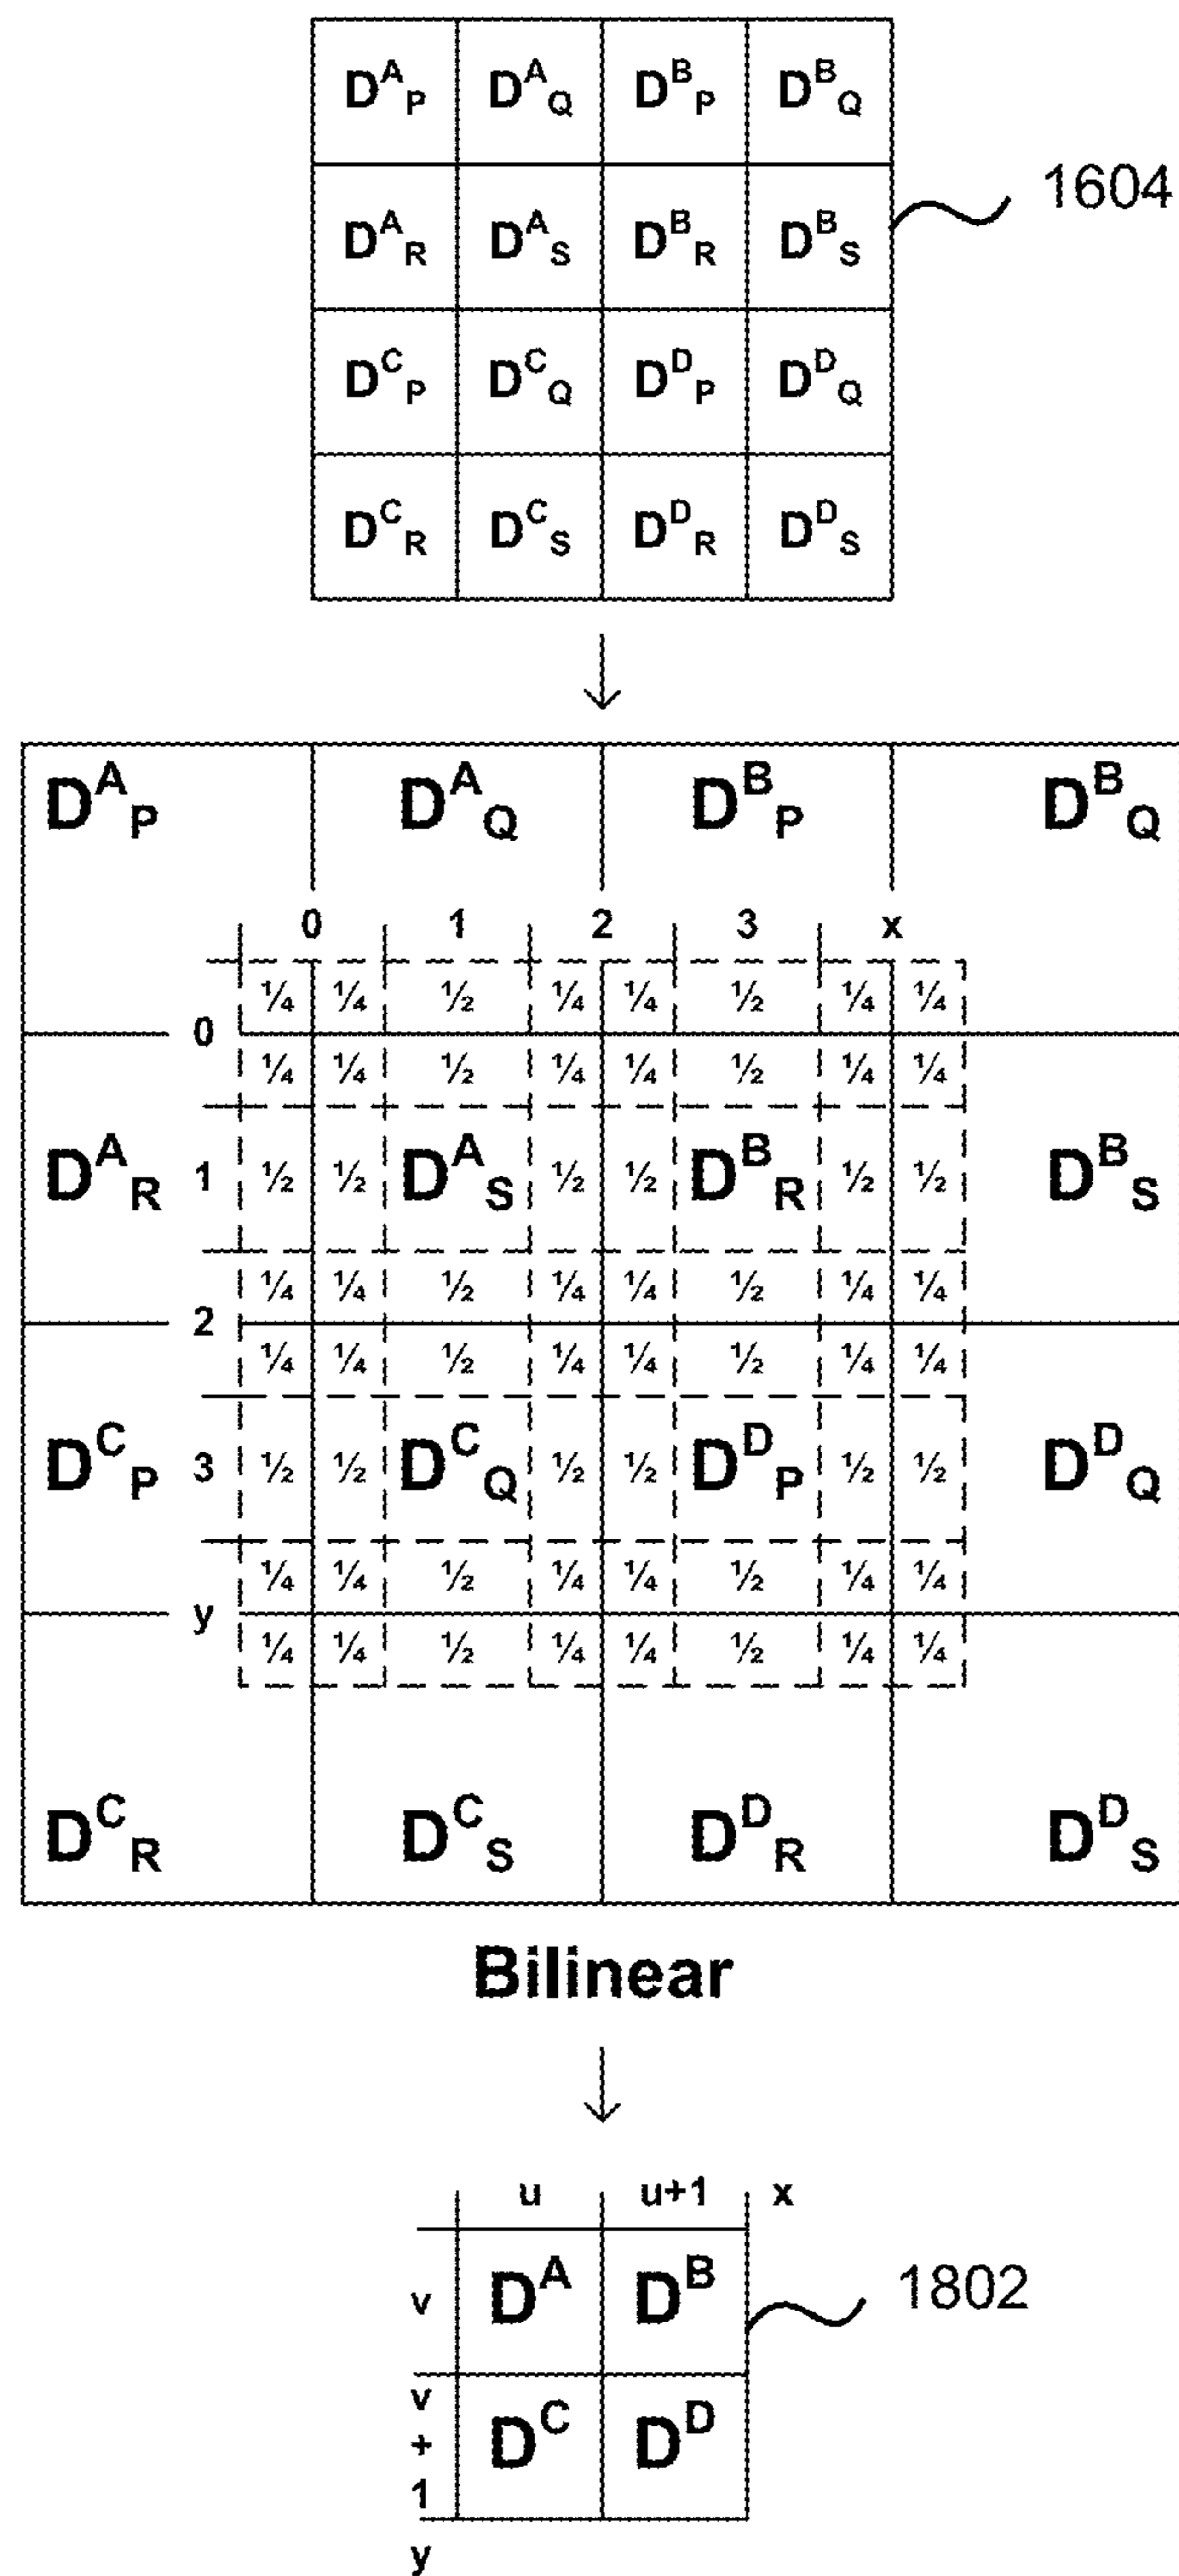 D^A_P D^A_Q D^B_P D^B_Q
1604
D^A_R D^A_S D^B_R D^B_S
D^C_P D^C_Q D^D_P D^D_Q
D^C_R D^C_S D^D_R D^D_S
D^A_P D^A_Q D^B_P D^B_Q
0 1 2 3 x
¼ ¼ ½ ¼ ¼ ½ ¼ ¼
0
¼ ¼ ½ ¼ ¼ ½ ¼ ¼
D^A_R 1 ½ ½ D^A_S ½ ½ D^B_R ½ ½ D^B_S
¼ ¼ ½ ¼ ¼ ½ ¼ ¼
2
¼ ¼ ½ ¼ ¼ ½ ¼ ¼
D^C_P 3 ½ ½ D^C_Q ½ ½ D^D_P ½ ½ D^D_Q
¼ ¼ ½ ¼ ¼ ½ ¼ ¼
y
¼ ¼ ½ ¼ ¼ ½ ¼ ¼
D^C_R D^C_S D^D_R D^D_S
Bilinear
u u+1 x
v D^A D^B
1802
v
+ D^C D^D
1
y